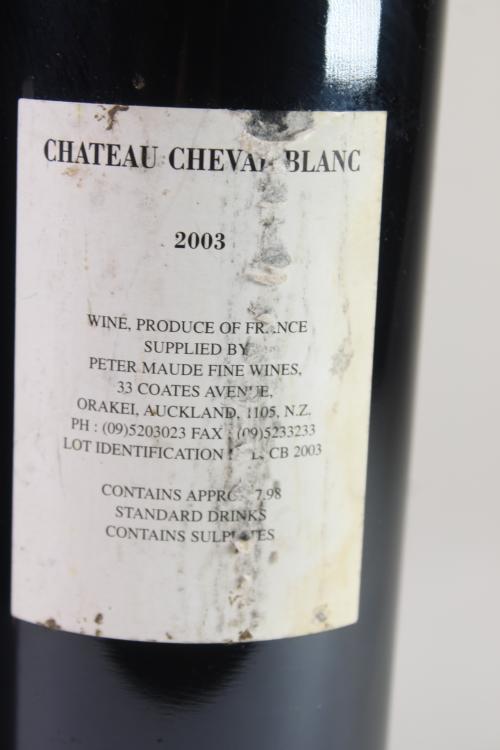 CHATEAU CHEVAL BLANC
2003
WINE, PRODUCE OF FRANCE
SUPPLIED BY
PETER MAUDE FINE WINES,
33 COATES AVENUE,
ORAKEI, AUCKLAND, 1105, N.Z.
PH : (09)5203023 FAX : (09)5233233
LOT IDENTIFICATION CB 2003
CONTAINS APPROX 7.98
STANDARD DRINKS
CONTAINS SULPHITES